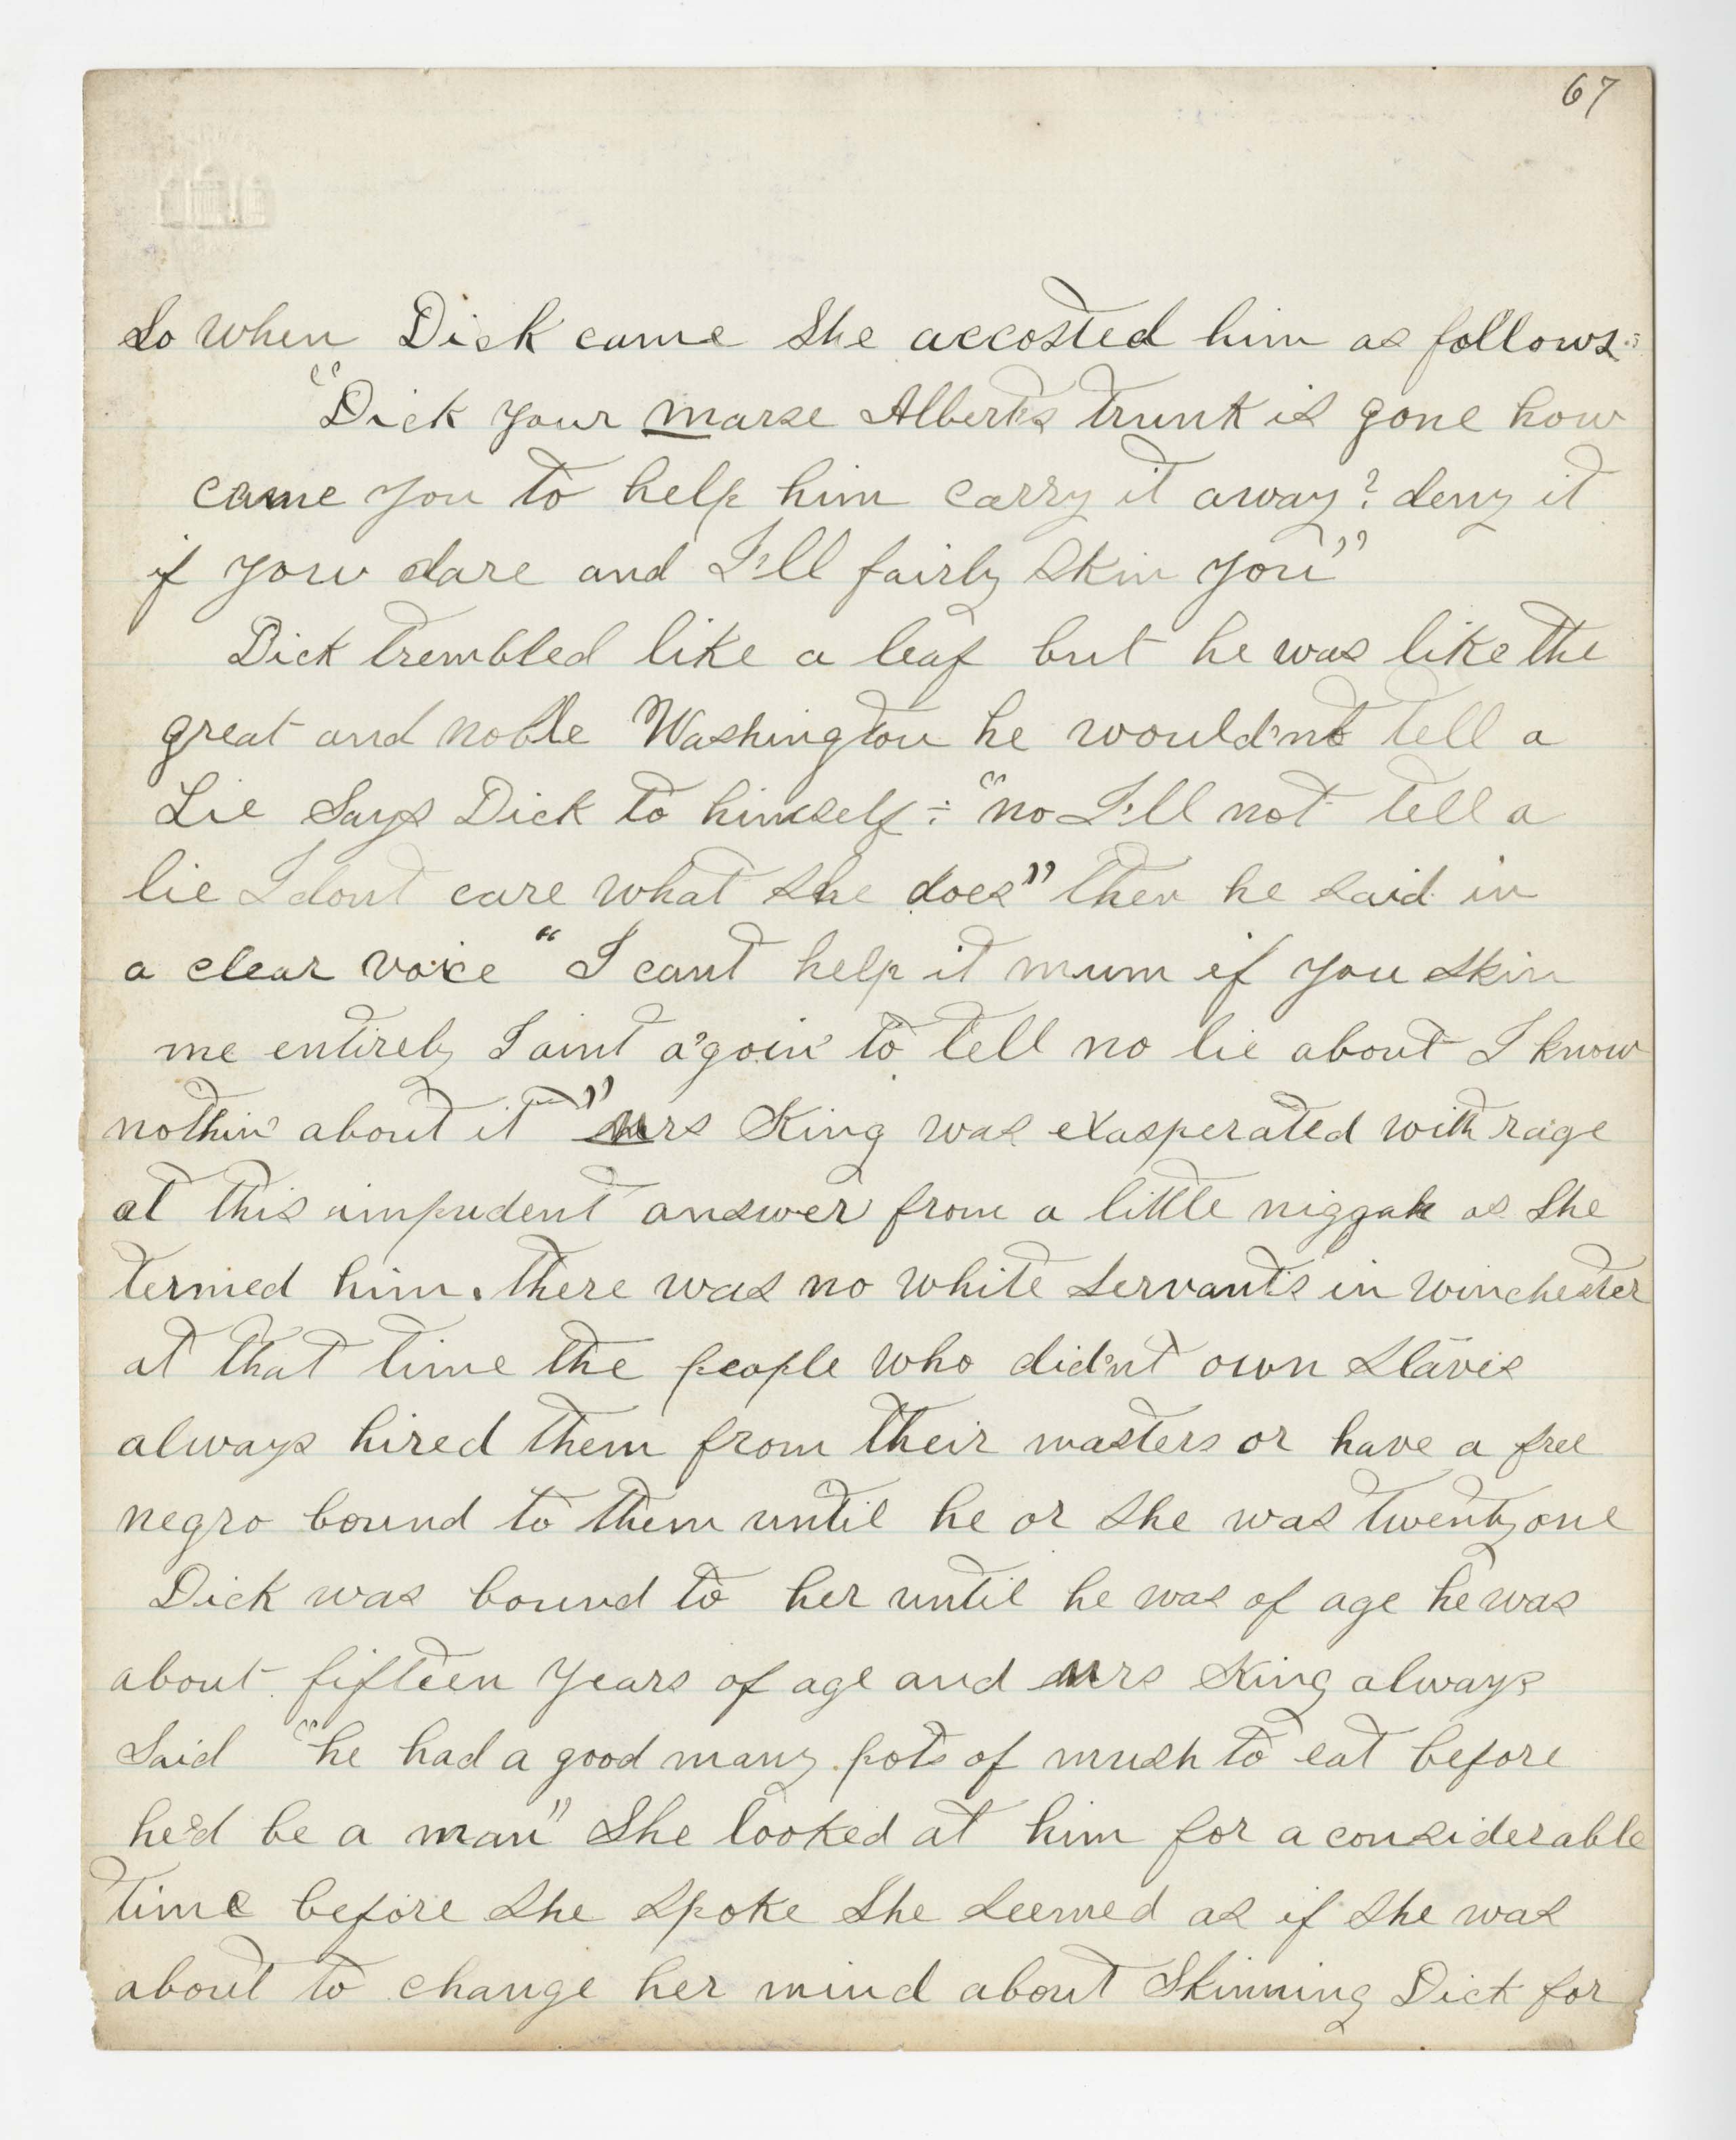 67
So when Dick came She accosted him as follows:
"Dick your marse Alberts trunk is gone how
came you to help him carry it away? deny it
if you dare and I'll fairly skin you"
Dick trembled like a leaf but he was like the
great and noble Washington he would'nt tell a
Lie Says Dick to himself÷ "no I'll not tell a
lie I dont care what she does" then he said in
a clear voice "I cant help it mum if you skin
me entirely I aint a'goin' to tell no lie about I know
nothin' about it" Mrs King was exasperated with rage
at this impudent answer from a little niggah as She
termed him. there was no white servants in winchester
at that time the people who did'nt own slaves
always hired them from their masters or have a free
negro bound to them until he or she was twenty one
Dick was bound to her until he was of age he was
about fifteen years of age and Mrs King always
Said "he had a good many pots of mush to eat before
he'd be a man" She looked at him for a considerable
time before she spoke She seemed as if she was
about to change her mind about Skinning Dick for